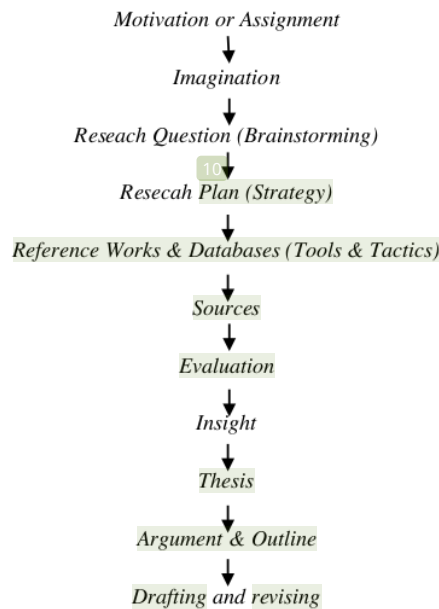 Motivation or Assignment
Imagination
Reseach Question (Brainstorming)
10
Resecah Plan (Strategy)
Reference Works & Databases (Tools & Tactics)
Sources
Evaluation
Insight
Thesis
Argument & Outline
Drafting and revising